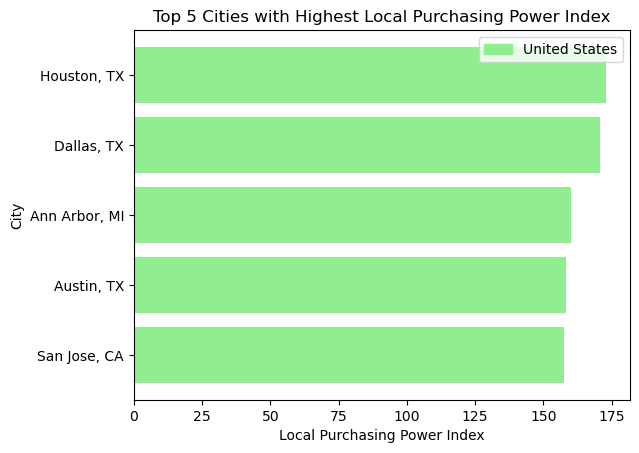 Top 5 Cities with Highest Local Purchasing Power Index
United States
Houston, TX
Dallas, TX
Ann Arbor, MI
Austin, TX
San Jose, CA
City
0 25 50 75 100 125 150 175
Local Purchasing Power Index